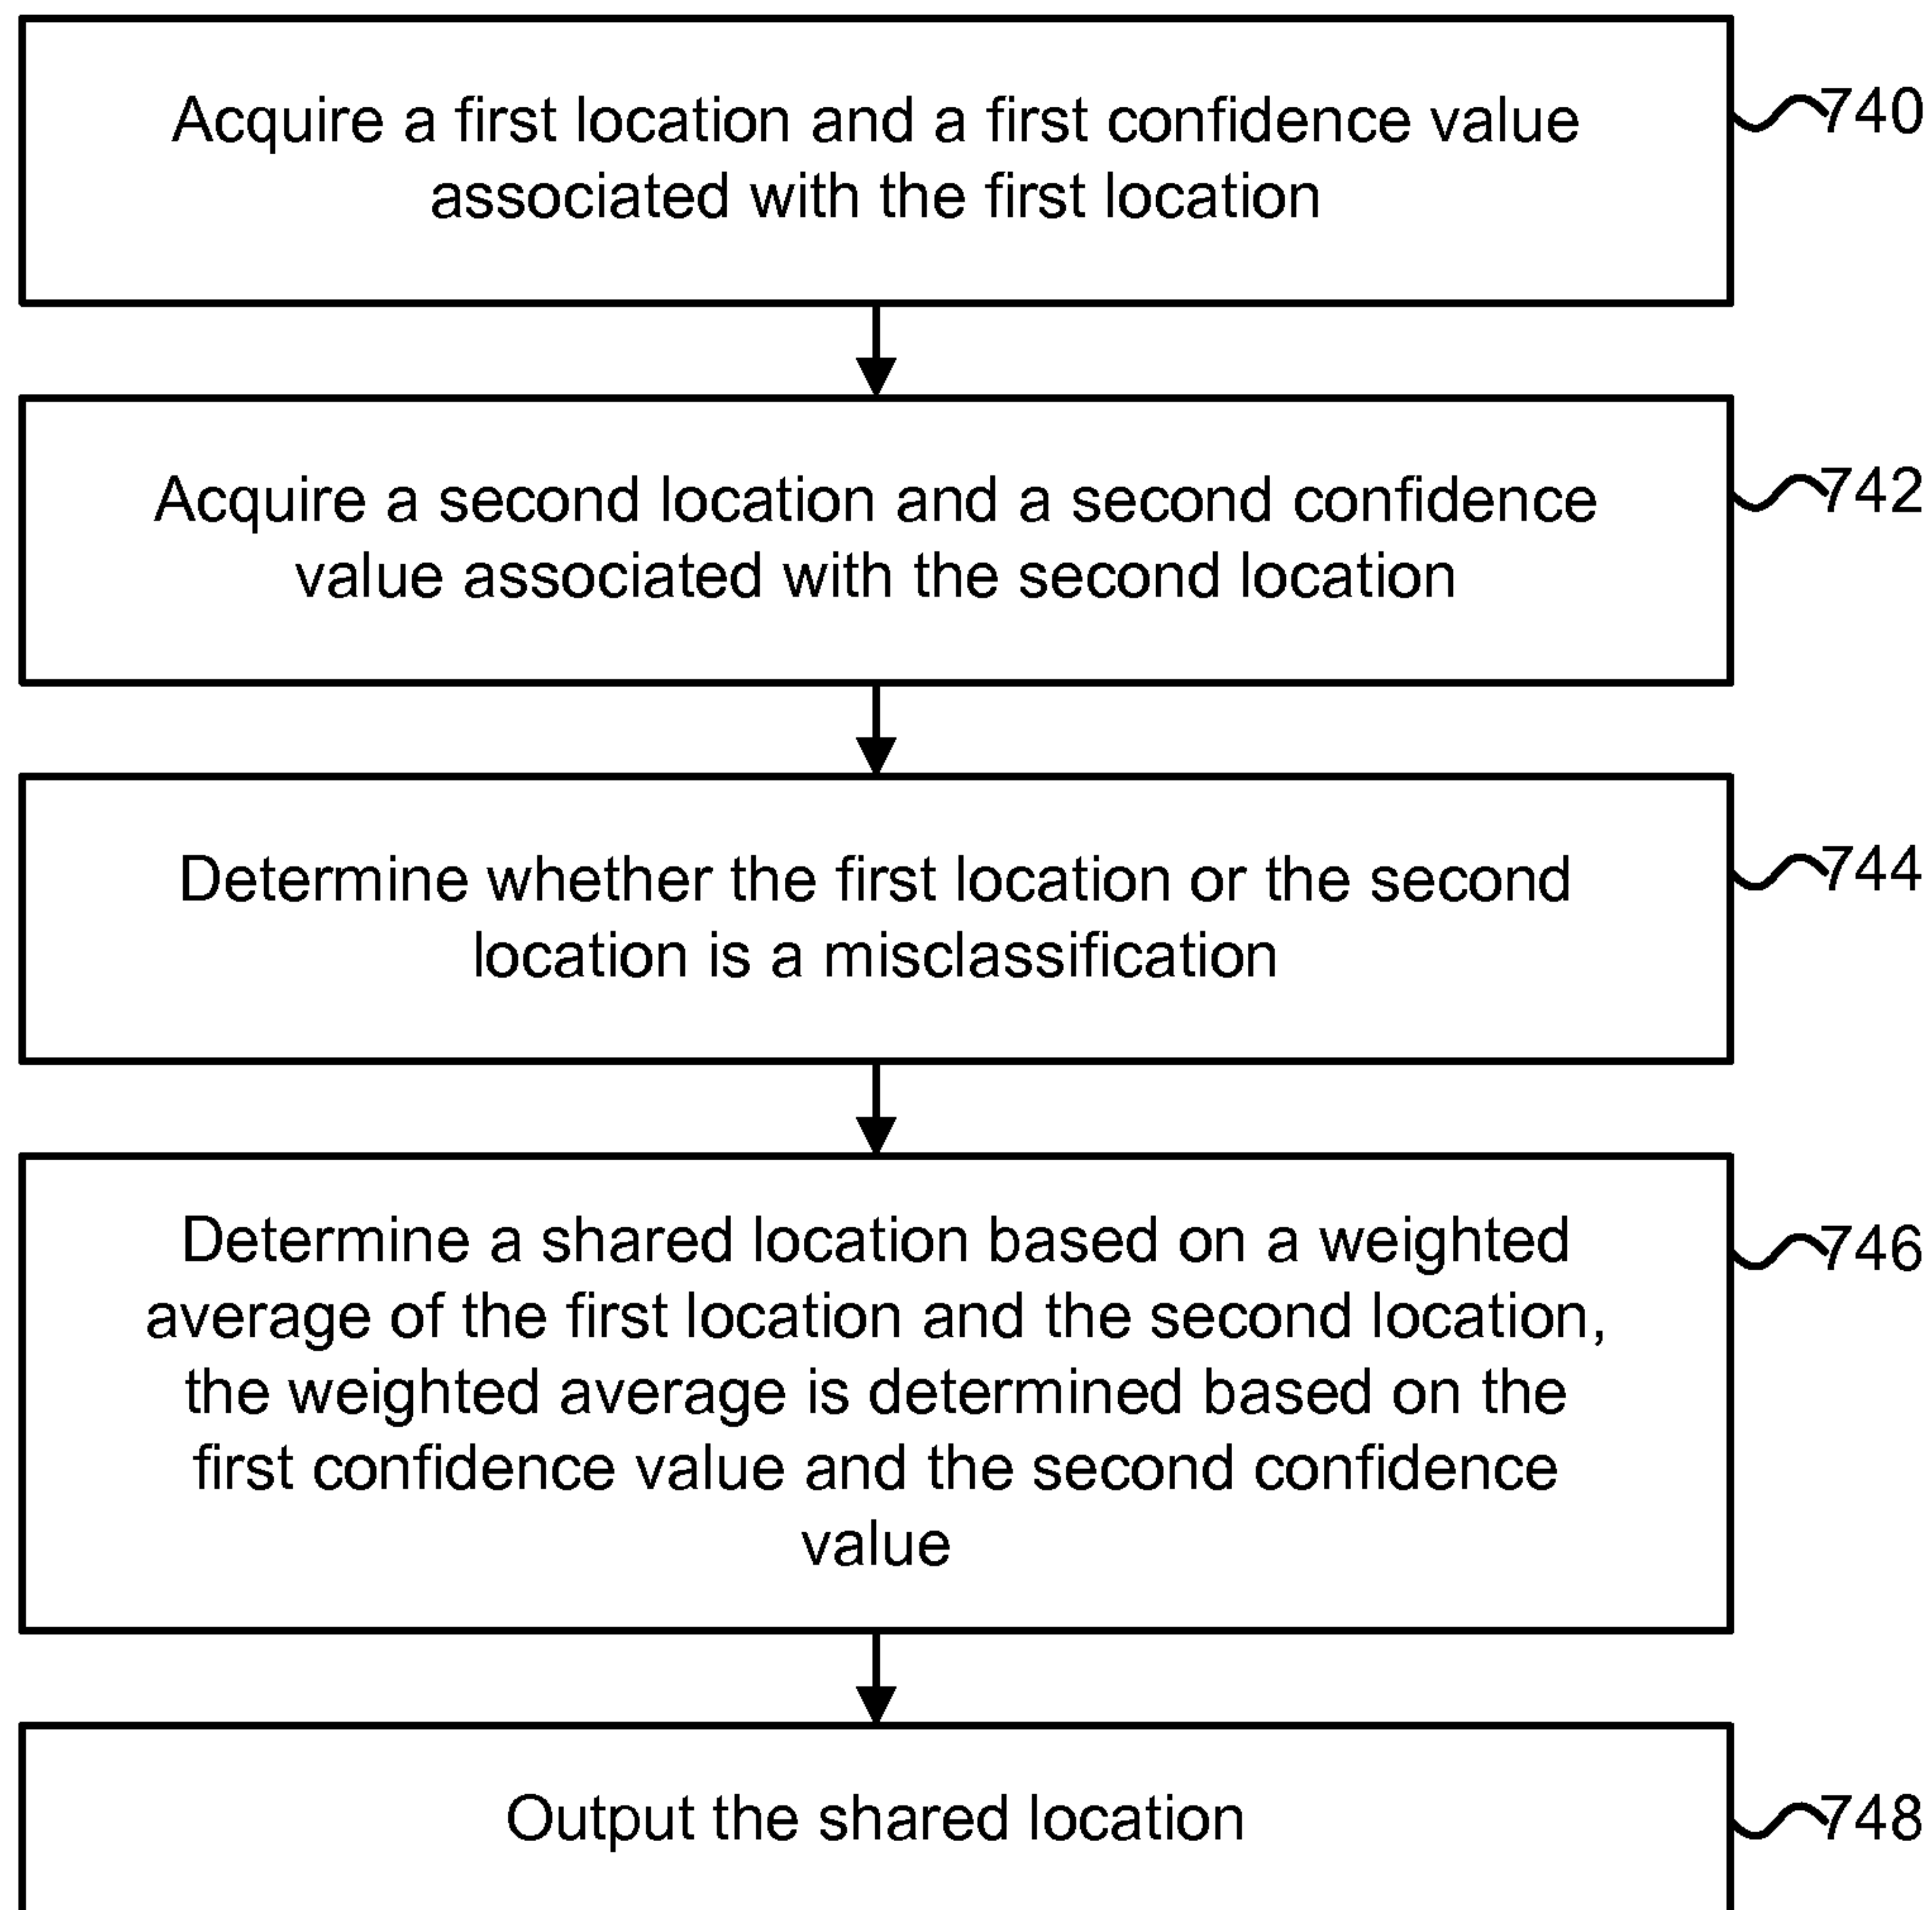 Acquire a first location and a first confidence value
associated with the first location
740
Acquire a second location and a second confidence
value associated with the second location
742
Determine whether the first location or the second
location is a misclassification
744
Determine a shared location based on a weighted
average of the first location and the second location,
the weighted average is determined based on the
first confidence value and the second confidence
value
746
Output the shared location
748